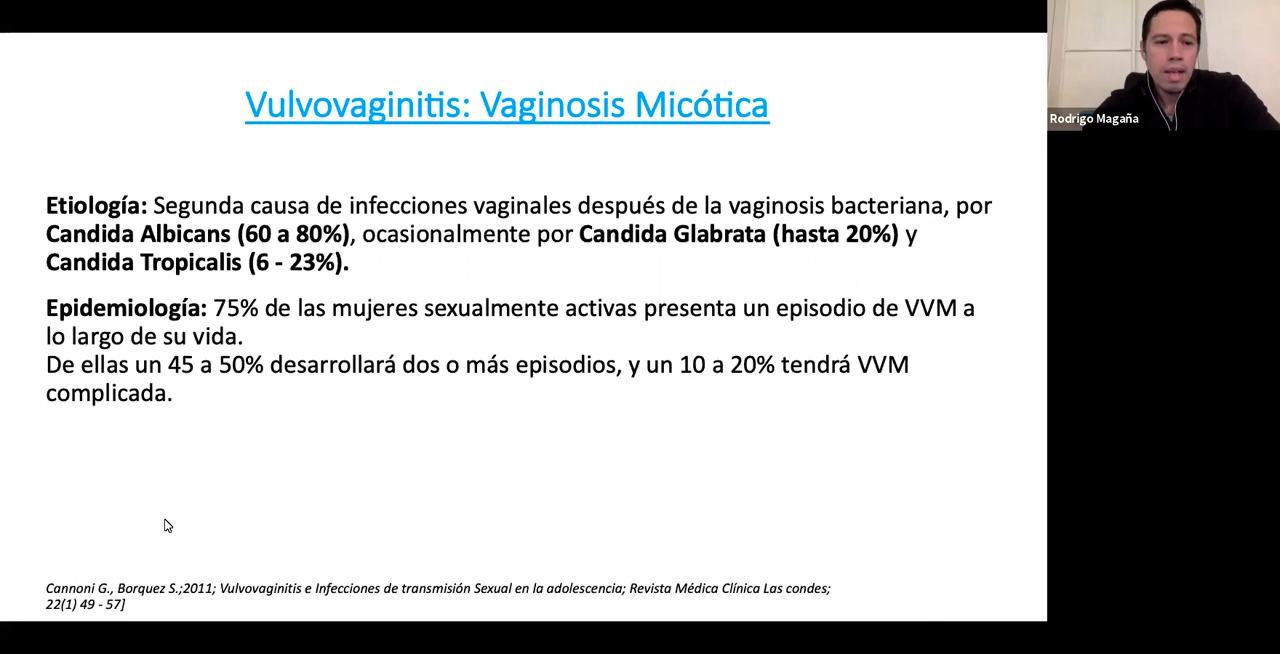 Vulvovaginitis: Vaginosis Micótica
Rodrigo Magaña
Etiología: Segunda causa de infecciones vaginales después de la vaginosis bacteriana, por
Candida Albicans (60 a 80%), ocasionalmente por Candida Glabrata (hasta 20%) y
Candida Tropicalis (6 - 23%).
Epidemiología: 75% de las mujeres sexualmente activas presenta un episodio de VVM a
lo largo de su vida.
De ellas un 45 a 50% desarrollará dos o más episodios, y un 10 a 20% tendrá VVM
complicada.
Cannoni G., Borquez S.;2011; Vulvovaginitis e Infecciones de transmisión Sexual en la adolescencia; Revista Médica Clínica Las condes;
22(1) 49 - 57]